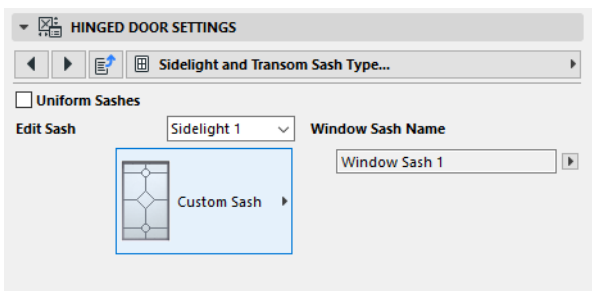 HINGED DOOR SETTINGS
Sidelight and Transom Sash Type...
Uniform Sashes
Edit Sash Sidelight 1 Window Sash Name
Window Sash 1
Custom Sash